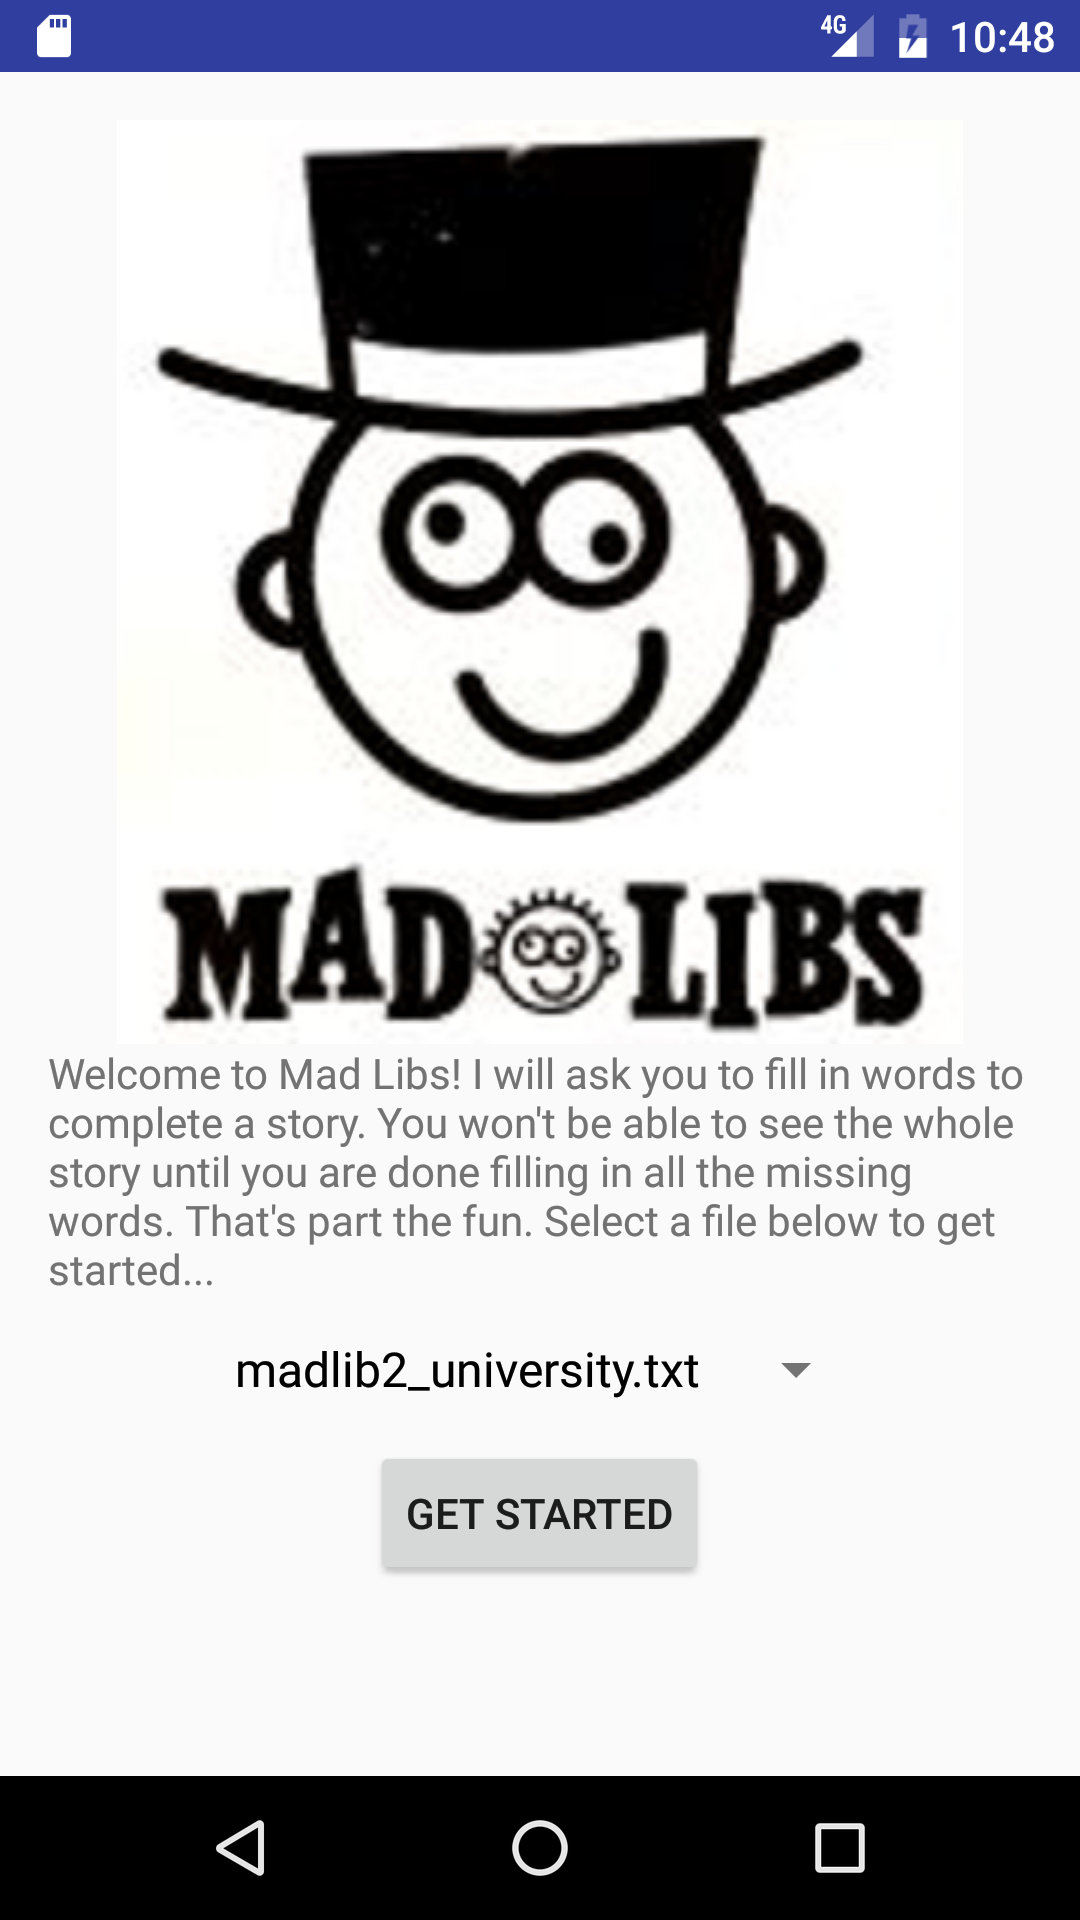 4G 10:48
MAD LIBS
Welcome to Mad Libs! I will ask you to fill in words to
complete a story. You won't be able to see the whole
story until you are done filling in all the missing
words. That's part the fun. Select a file below to get
started...
madlib2_university.txt
GET STARTED